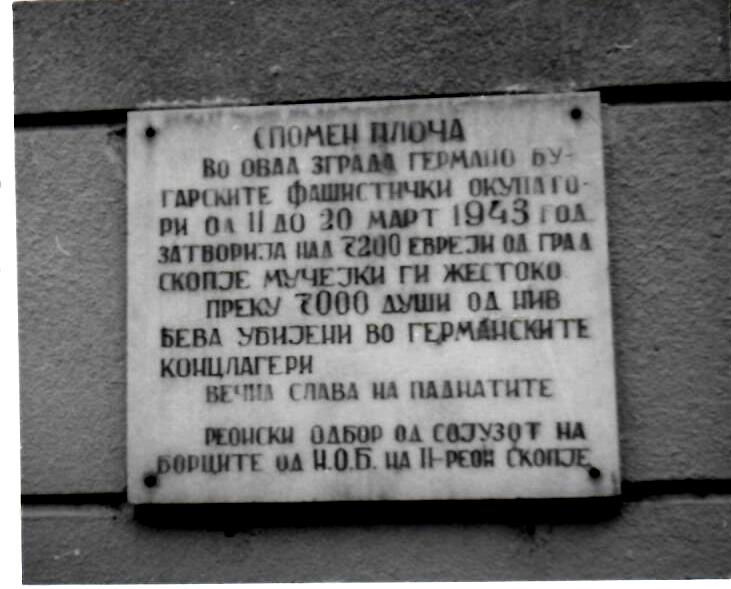 СПОМЕН ПЛОЧА
ВО ОВАА ЗГРАДА ГЕРМАНО БУ-
ГАРСКИТЕ ФАШИСТИЧКИ ОКУПАТО-
РИ ОД 11 ДО 20 МАРТ 1943 ГОД.
ЗАТВОРИЈА НАД 7200 ЕВРЕЈИ ОД ГРАД
СКОПЈЕ МУЧЕЈКИ ГИ ЖЕСТОКО.
ПРЕКУ 7000 ДУШИ ОД НИВ
БЕВА УБИЈЕНИ ВО ГЕРМАНСКИТЕ
КОНЦЛАГЕРИ
ВЕЧНА СЛАВА НА ПАДНАТИТЕ
РЕОНСКИ ОДБОР ОД СОЈУЗОТ НА
БОРЦИТЕ ОД Н.О.Б. НА II-РЕОН СКОПЈЕ